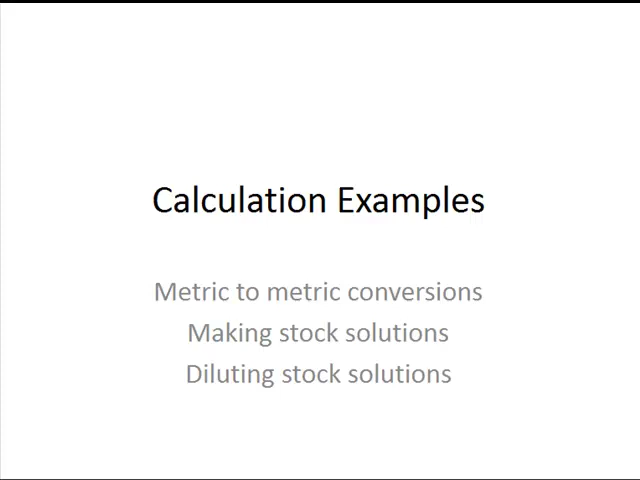 Calculation Examples
Metric to metric conversions
Making stock solutions
Diluting stock solutions